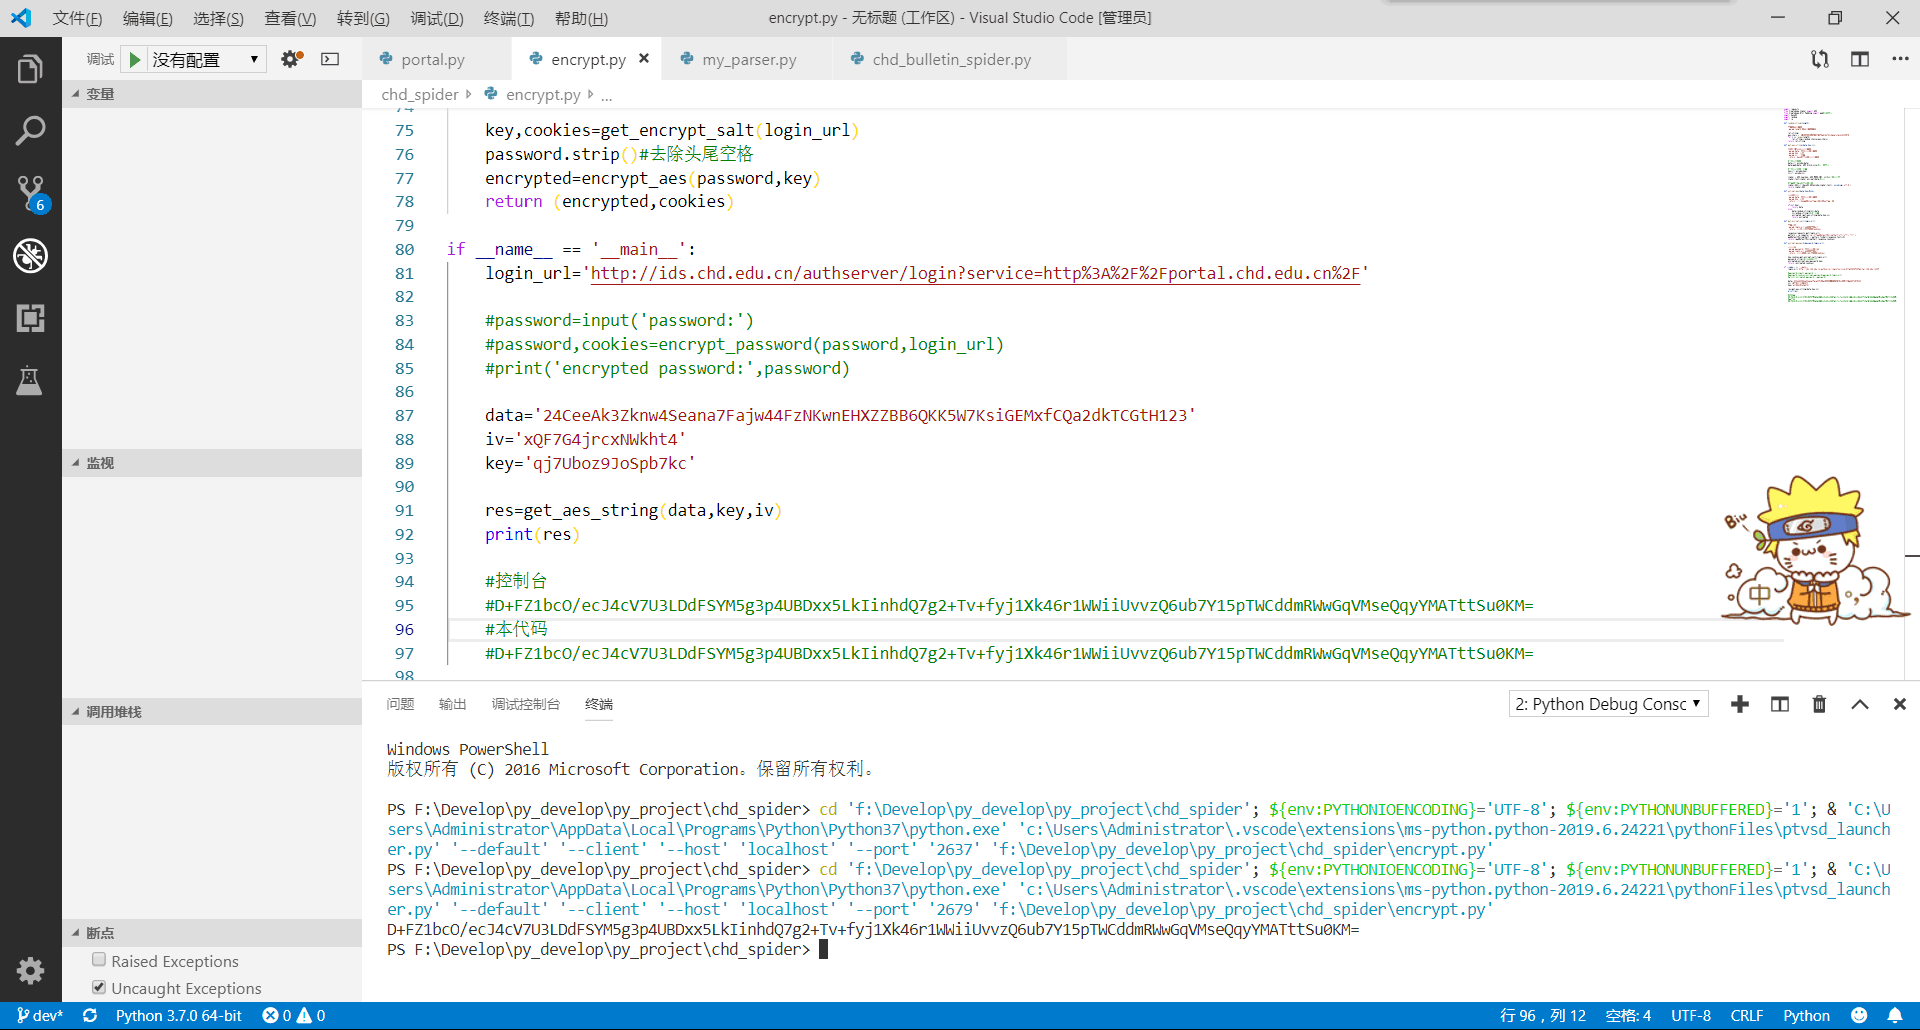 文件(F) 编辑(E) 选择(S) 查看(V) 转到(G) 调试(D) 终端(T) 帮助(H) encrypt.py - 无标题 (工作区) - Visual Studio Code [管理员]
调试 没有配置 portal.py encrypt.py my_parser.py chd_bulletin_spider.py
变量
chd_spider encrypt.py ...
74
75 key,cookies=get_encrypt_salt(login_url)
76 password.strip()#去除头尾空格
77 encrypted=encrypt_aes(password,key)
78 return (encrypted,cookies)
79
80 if __name__ == '__main__':
81 login_url='http://ids.chd.edu.cn/authserver/login?service=http%3A%2F%2Fportal.chd.edu.cn%2F'
82
83 #password=input('password:')
84 #password,cookies=encrypt_password(password,login_url)
85 #print('encrypted password:',password)
86
87 data='24CeeAk3Zknw4Seana7Fajw44FzNKwnEHXZZBB6QKK5W7KsiGEMxfCQa2dkTCGtH123'
88 iv='xQF7G4jrcxNWkht4'
89 key='qj7Uboz9JoSpb7kc'
90
91 res=get_aes_string(data,key,iv)
92 print(res)
93
94 #控制台
95 #D+FZ1bcO/ecJ4cV7U3LDdFSYM5g3p4UBDxx5LkIinhdQ7g2+Tv+fyj1Xk46r1WWiiUvvzQ6ub7Y15pTWCddmRWwGqVMseQqyYMATttSu0KM=
96 #本代码
97 #D+FZ1bcO/ecJ4cV7U3LDdFSYM5g3p4UBDxx5LkIinhdQ7g2+Tv+fyj1Xk46r1WWiiUvvzQ6ub7Y15pTWCddmRWwGqVMseQqyYMATttSu0KM=
98
6
监视
调用堆栈
断点
Raised Exceptions
Uncaught Exceptions
Biu
中
问题 输出 调试控制台 终端 2: Python Debug Consc
Windows PowerShell
版权所有 (C) 2016 Microsoft Corporation。保留所有权利。
PS F:\Develop\py_develop\py_project\chd_spider> cd 'f:\Develop\py_develop\py_project\chd_spider'; ${env:PYTHONIOENCODING}='UTF-8'; ${env:PYTHONUNBUFFERED}='1'; & 'C:\U
sers\Administrator\AppData\Local\Programs\Python\Python37\python.exe' 'c:\Users\Administrator\.vscode\extensions\ms-python.python-2019.6.24221\pythonFiles\ptvsd_launch
er.py' '--default' '--client' '--host' 'localhost' '--port' '2637' 'f:\Develop\py_develop\py_project\chd_spider\encrypt.py'
PS F:\Develop\py_develop\py_project\chd_spider> cd 'f:\Develop\py_develop\py_project\chd_spider'; ${env:PYTHONIOENCODING}='UTF-8'; ${env:PYTHONUNBUFFERED}='1'; & 'C:\U
sers\Administrator\AppData\Local\Programs\Python\Python37\python.exe' 'c:\Users\Administrator\.vscode\extensions\ms-python.python-2019.6.24221\pythonFiles\ptvsd_launch
er.py' '--default' '--client' '--host' 'localhost' '--port' '2679' 'f:\Develop\py_develop\py_project\chd_spider\encrypt.py'
D+FZ1bcO/ecJ4cV7U3LDdFSYM5g3p4UBDxx5LkIinhdQ7g2+Tv+fyj1Xk46r1WWiiUvvzQ6ub7Y15pTWCddmRWwGqVMseQqyYMATttSu0KM=
PS F:\Develop\py_develop\py_project\chd_spider>
dev* Python 3.7.0 64-bit 0 0 行 96，列 12 空格: 4 UTF-8 CRLF Python